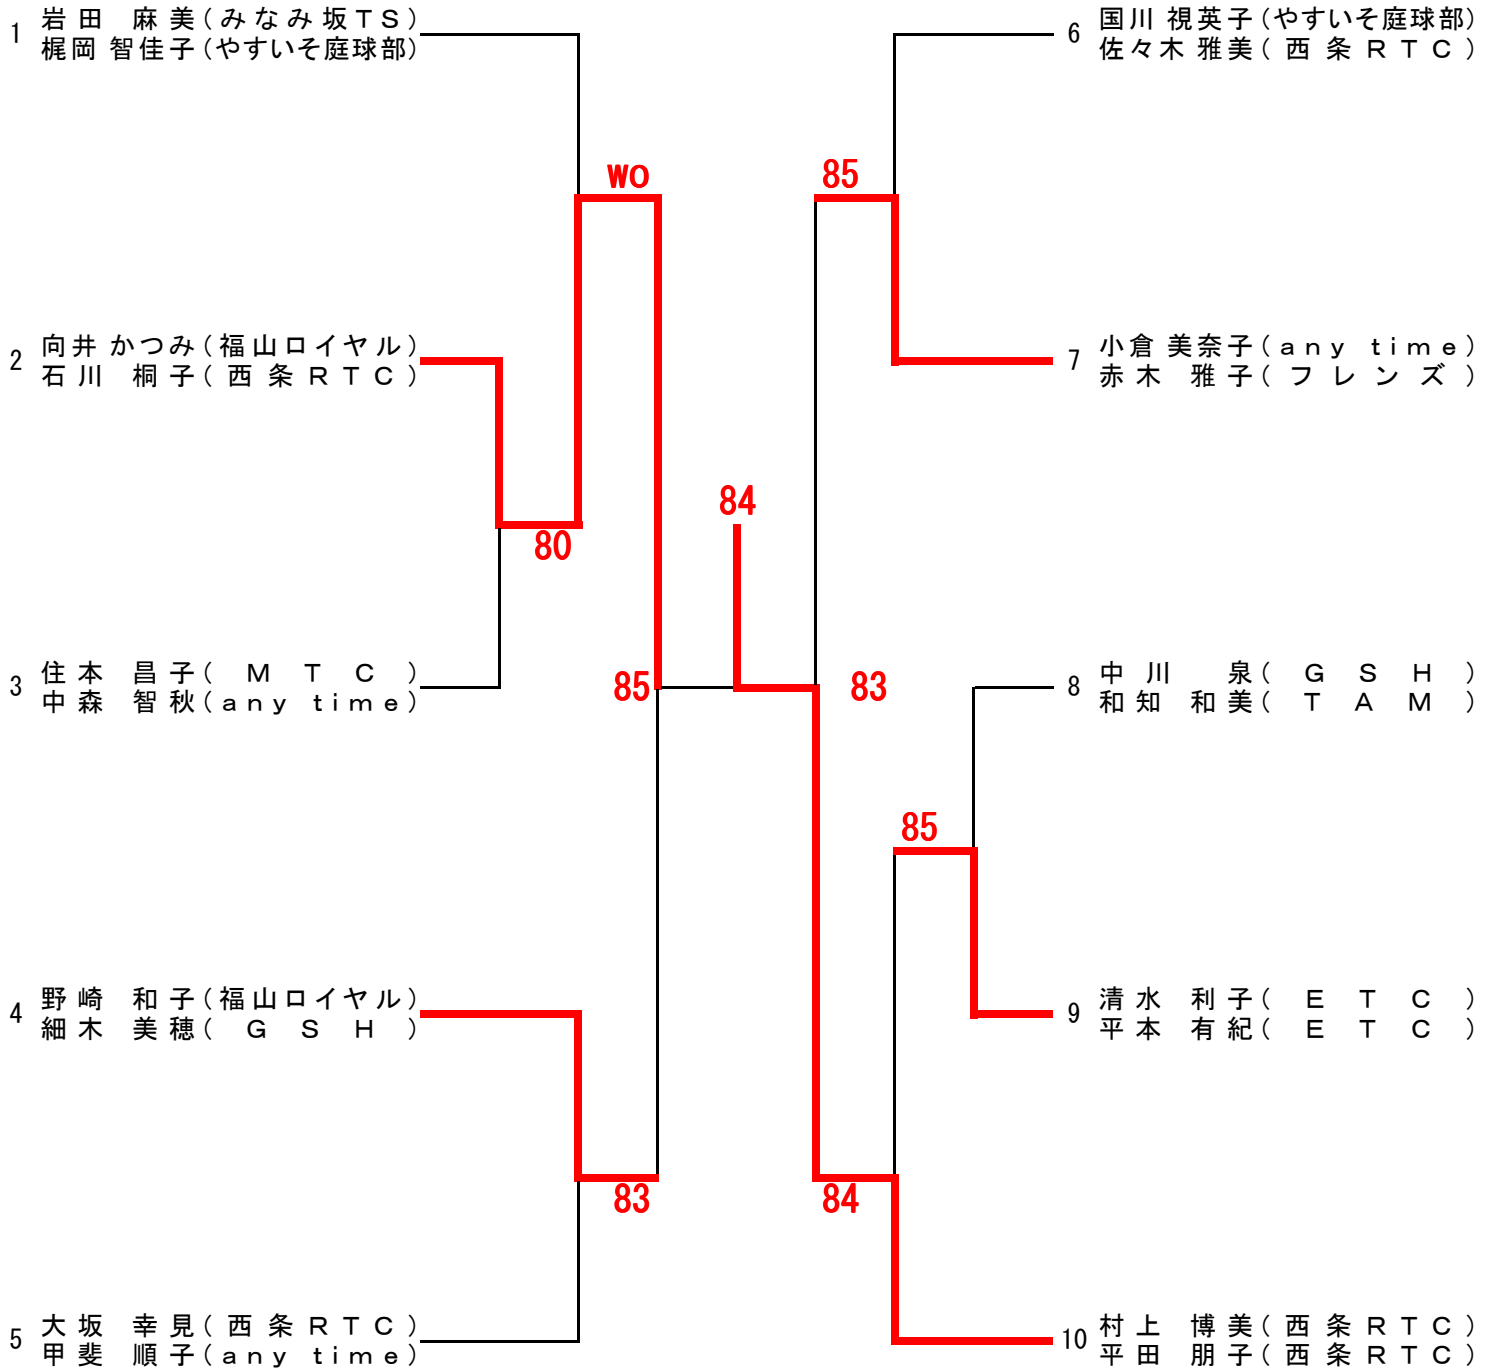 1 岩田 麻美(みなみ坂TS)
梶岡 智佳子(やすいそ庭球部)
2 向井 かつみ(福山ロイヤル)
石川 桐子(西条RTC)
3 住本 昌子(MTC)
中森 智秋(any time)
4 野崎 和子(福山ロイヤル)
細木 美穂(GSH)
5 大坂 幸見(西条RTC)
甲斐 順子(any time)
WO
80
85
83
84
85
83
85
84
6 国川 視英子(やすいそ庭球部)
佐々木 雅美(西条RTC)
7 小倉 美奈子(any time)
赤木 雅子(フレンズ)
8 中川 泉(GSH)
和知 和美(TAM)
9 清水 利子(ETC)
平本 有紀(ETC)
10 村上 博美(西条RTC)
平田 朋子(西条RTC)